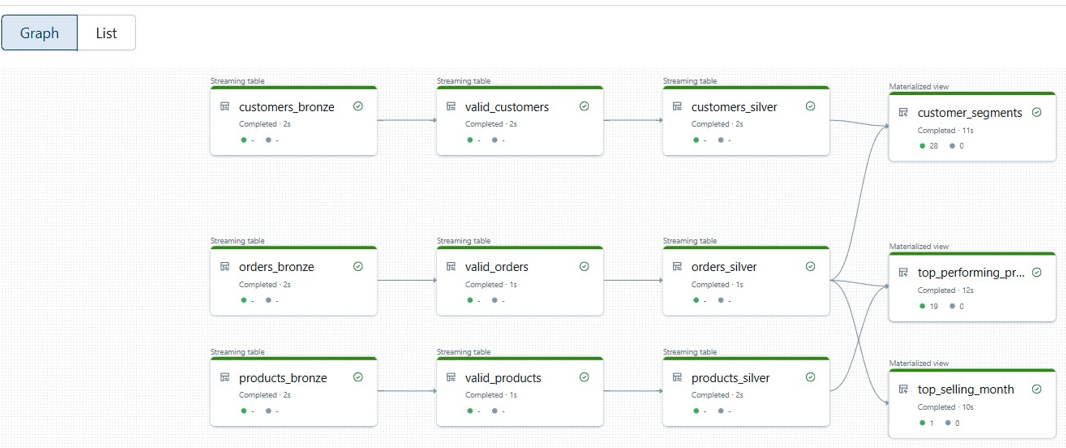 Graph
List
Streaming table
customers_bronze
Completed · 2s
- -
Streaming table
valid_customers
Completed · 2s
- -
Streaming table
customers_silver
Completed · 2s
- -
Materialized view
customer_segments
Completed · 11s
28 0
Streaming table
orders_bronze
Completed · 2s
- -
Streaming table
valid_orders
Completed · 1s
- -
Streaming table
orders_silver
Completed · 1s
- -
Materialized view
top_performing_pr...
Completed · 12s
19 0
Streaming table
products_bronze
Completed · 2s
- -
Streaming table
valid_products
Completed · 1s
- -
Streaming table
products_silver
Completed · 2s
- -
Materialized view
top_selling_month
Completed · 10s
1 0